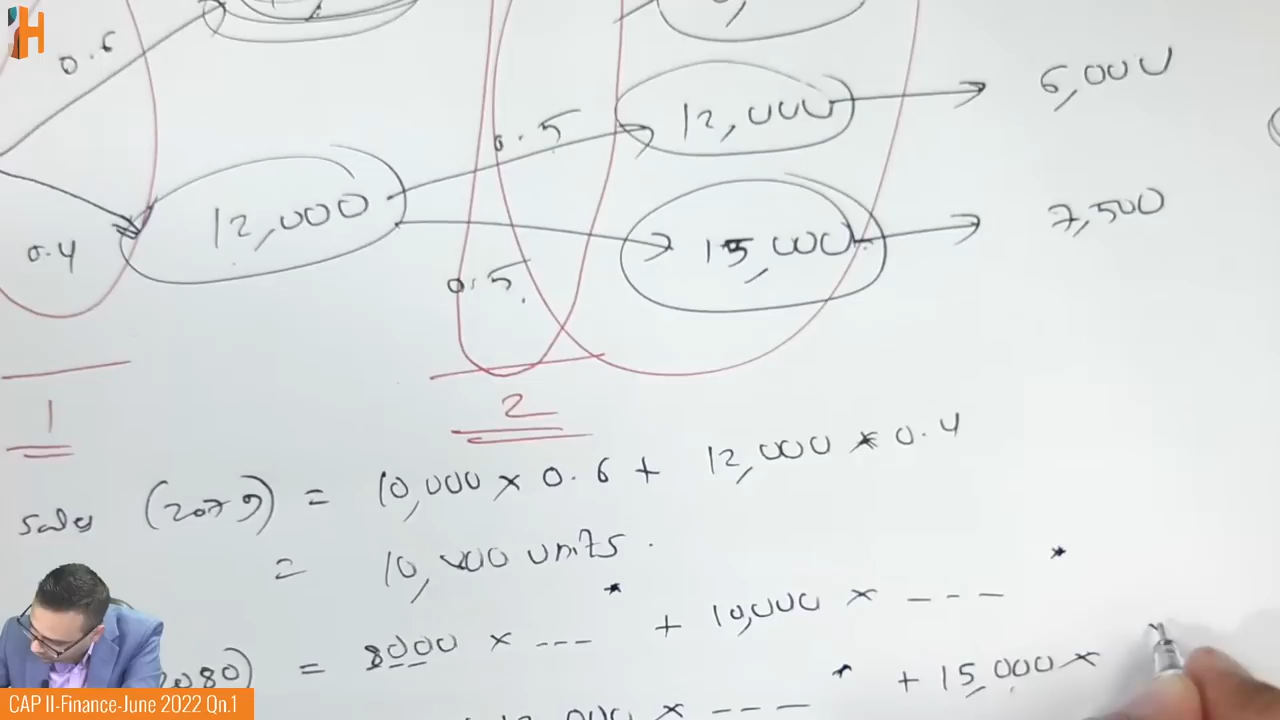 H
0.6
0.5
12,000
6,000
12,000
0.4
0.5
15,000
7,500
1
2
Sales (2079) = 10,000 x 0.6 + 12,000 x 0.4
= 10,800 units.
2080) = 8000 x --- * + 10,000 x --- *
12,000 x --- * + 15,000 x
CAP II-Finance-June 2022 Qn.1